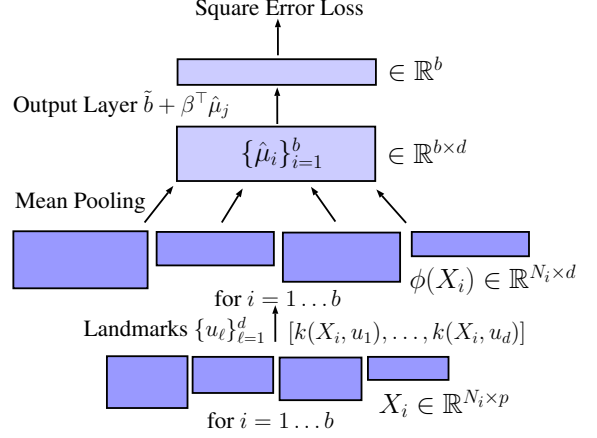 Square Error Loss
∈ ℝ^b
Output Layer b̃ + β^⊤ μ̂_j
{μ̂_i}_{i=1}^b
∈ ℝ^{b×d}
Mean Pooling
ϕ(X_i) ∈ ℝ^{N_i×d}
for i = 1 … b
Landmarks {u_ℓ}_{ℓ=1}^d [k(X_i, u_1), …, k(X_i, u_d)]
X_i ∈ ℝ^{N_i×p}
for i = 1 … b